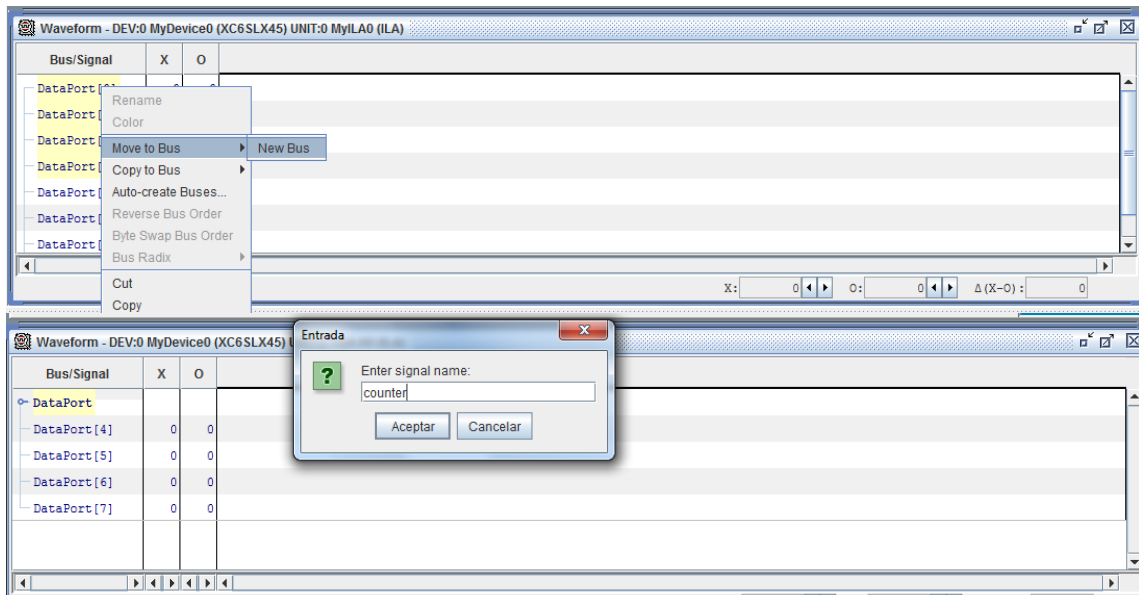 Waveform - DEV:0 MyDevice0 (XC6SLX45) UNIT:0 MyILA0 (ILA)
Bus/Signal X O
DataPort[0] 0 0
Rename
DataPort[
Color
DataPort[
Move to Bus New Bus
DataPort[
Copy to Bus
DataPort[
Auto-create Buses...
DataPort[
Reverse Bus Order
DataPort[
Byte Swap Bus Order
Bus Radix
Cut
Copy
X: 0 O: 0 Δ(X-O): 0
Waveform - DEV:0 MyDevice0 (XC6SLX45) U
Entrada
Bus/Signal X O
Enter signal name:
counter
Aceptar Cancelar
DataPort
DataPort[4] 0 0
DataPort[5] 0 0
DataPort[6] 0 0
DataPort[7] 0 0